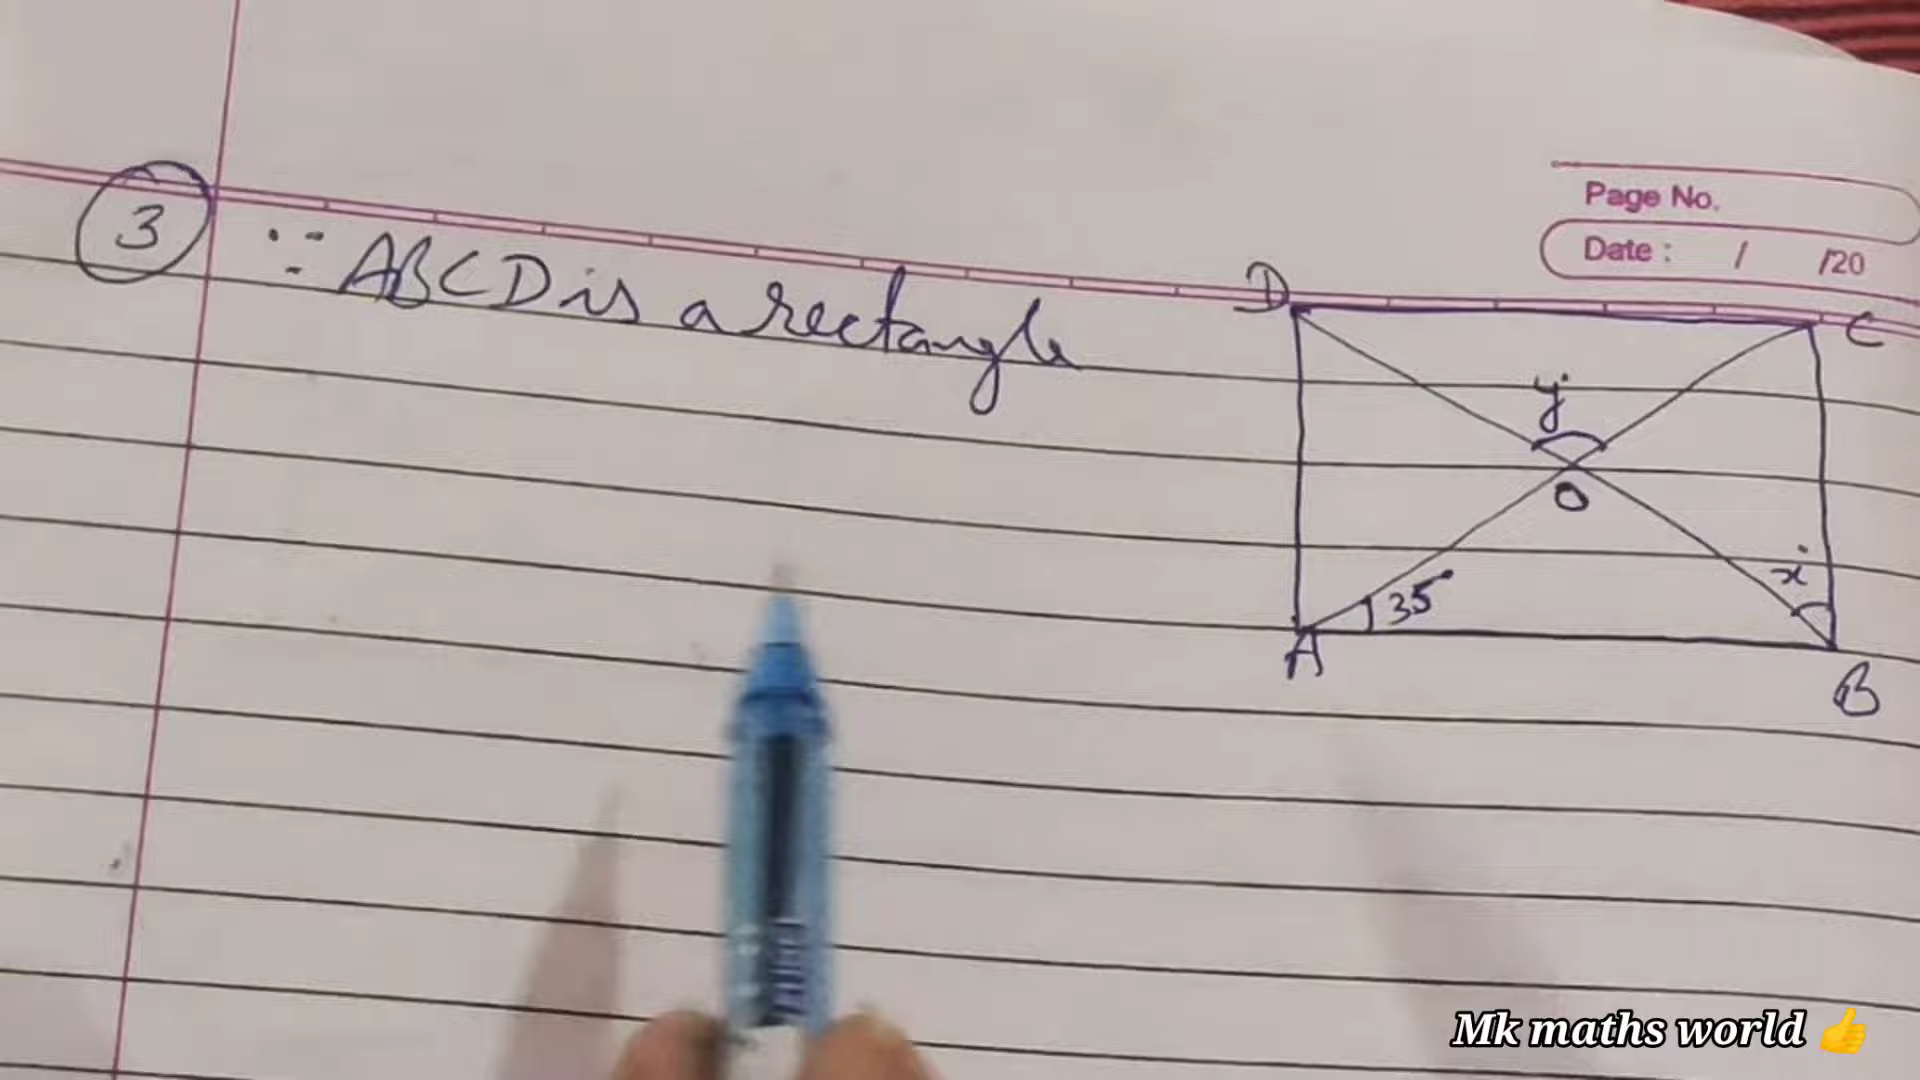 Page No.
Date : / /20
3 ∵ ABCD is a rectangle
D C
y°
O
x°
35°
A B
Mk maths world 👍